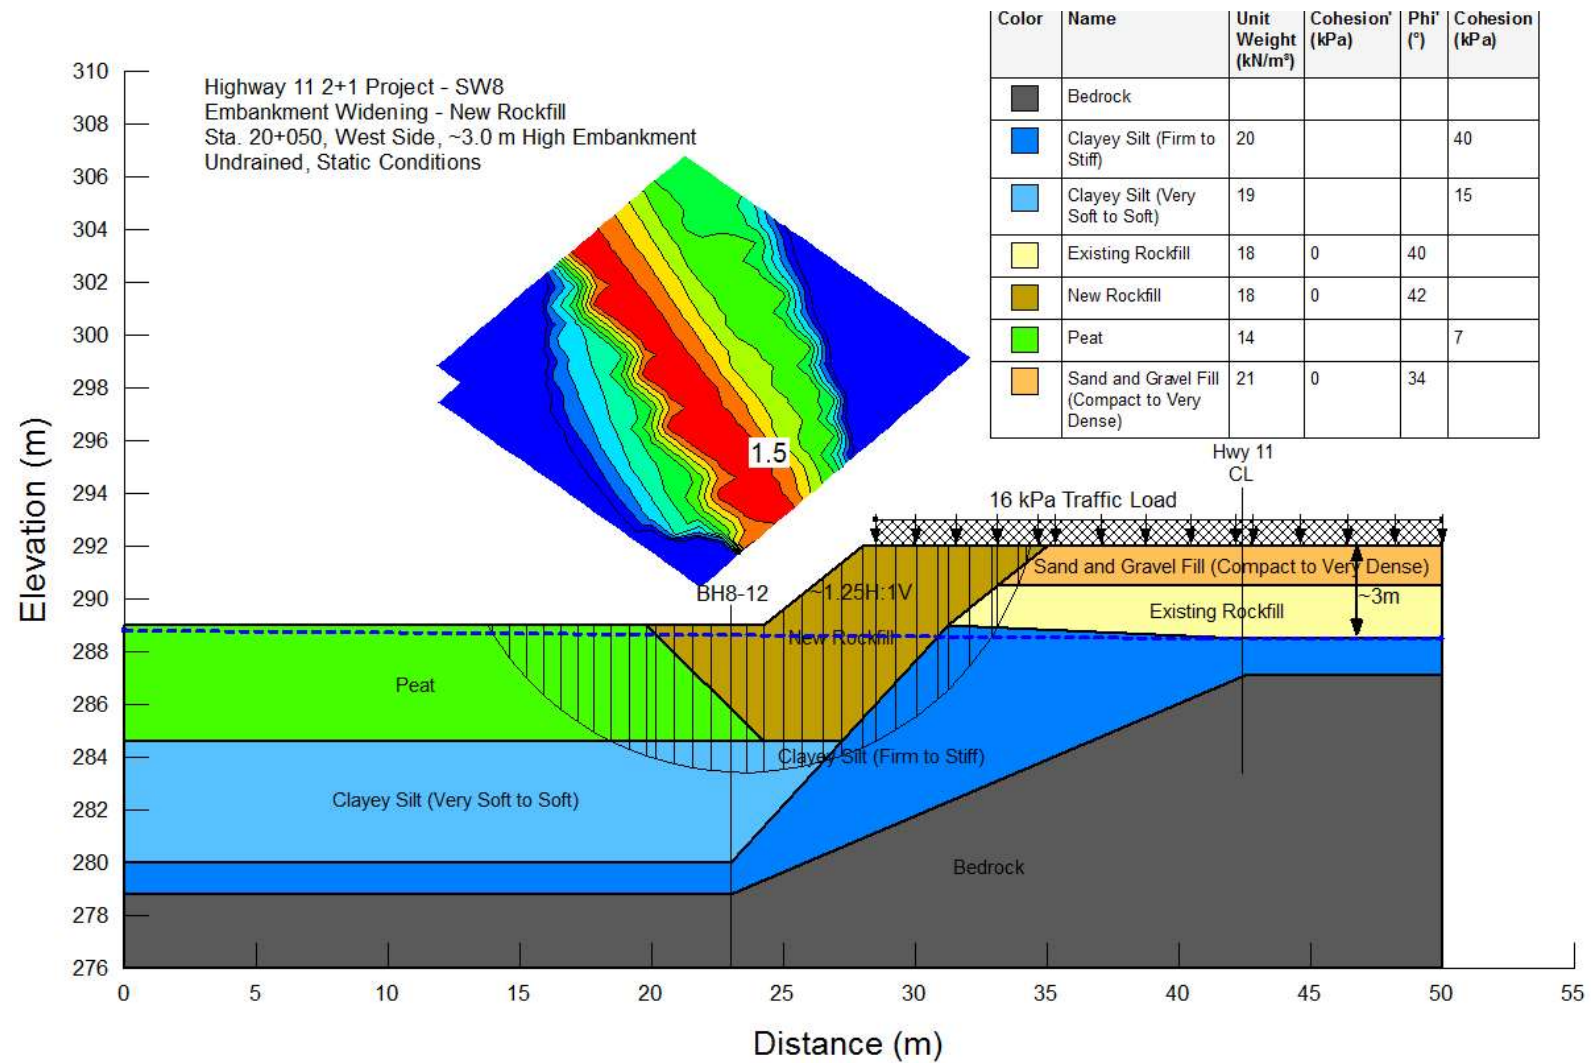 Color Name Unit Cohesion' Phi' Cohesion
Weight (kPa) (°) (kPa)
(kN/m³)
Bedrock
Clayey Silt (Firm to 20 40
Stiff)
Clayey Silt (Very 19 15
Soft to Soft)
Existing Rockfill 18 0 40
New Rockfill 18 0 42
Peat 14 7
Sand and Gravel Fill 21 0 34
(Compact to Very
Dense)
Highway 11 2+1 Project - SW8
Embankment Widening - New Rockfill
Sta. 20+050, West Side, ~3.0 m High Embankment
Undrained, Static Conditions
310
308
306
304
302
300
298
296
294
292
290
288
286
284
282
280
278
276
Elevation (m)
1.5
Hwy 11
CL
16 kPa Traffic Load
Sand and Gravel Fill (Compact to Very Dense)
BH8-12
~1.25H:1V
~3m
Existing Rockfill
New Rockfill
Peat
Clayey Silt (Firm to Stiff)
Clayey Silt (Very Soft to Soft)
Bedrock
0 5 10 15 20 25 30 35 40 45 50 55
Distance (m)